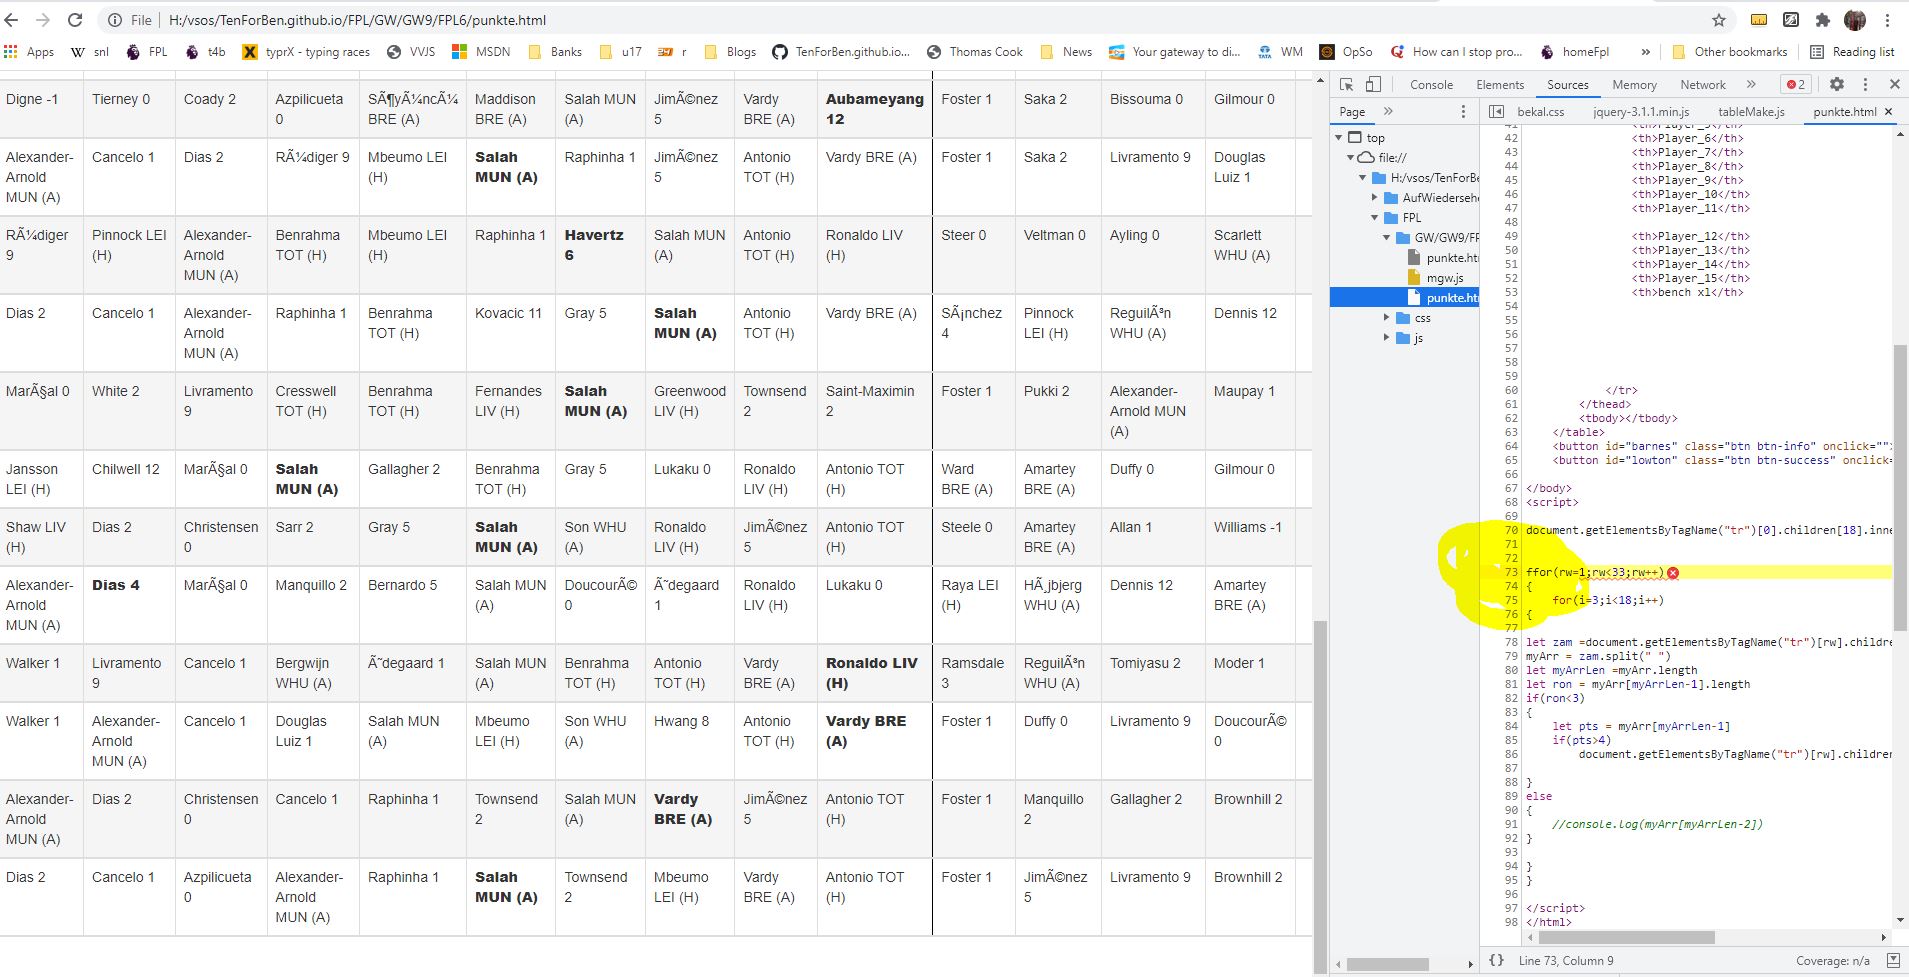 File | H:/vsos/TenForBen.github.io/FPL/GW/GW9/FPL6/punkte.html
Apps W snl FPL t4b X typrX - typing races VVJS MSDN Banks u17 r Blogs TenForBen.github.io... Thomas Cook News Your gateway to di... TATA WM OpSo How can I stop pro... homeFpl » Other bookmarks Reading list
Digne -1 Tierney 0 Coady 2 Azpilicueta 0 SÃ¶yÃ¼ncÃ¼ BRE (A) Maddison BRE (A) Salah MUN (A) JimÃ©nez 5 Vardy BRE (A) Aubameyang 12 Foster 1 Saka 2 Bissouma 0 Gilmour 0
Alexander-Arnold MUN (A) Cancelo 1 Dias 2 RÃ¼diger 9 Mbeumo LEI (H) Salah MUN (A) Raphinha 1 JimÃ©nez 5 Antonio TOT (H) Vardy BRE (A) Foster 1 Saka 2 Livramento 9 Douglas Luiz 1
RÃ¼diger 9 Pinnock LEI (H) Alexander-Arnold MUN (A) Benrahma TOT (H) Mbeumo LEI (H) Raphinha 1 Havertz 6 Salah MUN (A) Antonio TOT (H) Ronaldo LIV (H) Steer 0 Veltman 0 Ayling 0 Scarlett WHU (A)
Dias 2 Cancelo 1 Alexander-Arnold MUN (A) Raphinha 1 Benrahma TOT (H) Kovacic 11 Gray 5 Salah MUN (A) Antonio TOT (H) Vardy BRE (A) SÃ¡nchez 4 Pinnock LEI (H) ReguilÃ³n WHU (A) Dennis 12
MarÃ§al 0 White 2 Livramento 9 Cresswell TOT (H) Benrahma TOT (H) Fernandes LIV (H) Salah MUN (A) Greenwood LIV (H) Townsend 2 Saint-Maximin 2 Foster 1 Pukki 2 Alexander-Arnold MUN (A) Maupay 1
Jansson LEI (H) Chilwell 12 MarÃ§al 0 Salah MUN (A) Gallagher 2 Benrahma TOT (H) Gray 5 Lukaku 0 Ronaldo LIV (H) Antonio TOT (H) Ward BRE (A) Amartey BRE (A) Duffy 0 Gilmour 0
Shaw LIV (H) Dias 2 Christensen 0 Sarr 2 Gray 5 Salah MUN (A) Son WHU (A) Ronaldo LIV (H) JimÃ©nez 5 Antonio TOT (H) Steele 0 Amartey BRE (A) Allan 1 Williams -1
Alexander-Arnold MUN (A) Dias 4 MarÃ§al 0 Manquillo 2 Bernardo 5 Salah MUN (A) DoucourÃ© 0 Ã˜degaard 1 Ronaldo LIV (H) Lukaku 0 Raya LEI (H) HÃ¸jbjerg WHU (A) Dennis 12 Amartey BRE (A)
Walker 1 Livramento 9 Cancelo 1 Bergwijn WHU (A) Ã˜degaard 1 Salah MUN (A) Benrahma TOT (H) Antonio TOT (H) Vardy BRE (A) Ronaldo LIV (H) Ramsdale 3 ReguilÃ³n WHU (A) Tomiyasu 2 Moder 1
Walker 1 Alexander-Arnold MUN (A) Cancelo 1 Douglas Luiz 1 Salah MUN (A) Mbeumo LEI (H) Son WHU (A) Hwang 8 Antonio TOT (H) Vardy BRE (A) Foster 1 Duffy 0 Livramento 9 DoucourÃ© 0
Alexander-Arnold MUN (A) Dias 2 Christensen 0 Cancelo 1 Raphinha 1 Townsend 2 Salah MUN (A) Vardy BRE (A) JimÃ©nez 5 Antonio TOT (H) Foster 1 Manquillo 2 Gallagher 2 Brownhill 2
Dias 2 Cancelo 1 Azpilicueta 0 Alexander-Arnold MUN (A) Raphinha 1 Salah MUN (A) Townsend 2 Mbeumo LEI (H) Vardy BRE (A) Antonio TOT (H) Foster 1 JimÃ©nez 5 Livramento 9 Brownhill 2
Console Elements Sources Memory Network » 2
Page » bekal.css jquery-3.1.1.min.js tableMake.js punkte.html
top
file://
H:/vsos/TenForBe
AufWiedersehe
FPL
GW/GW9/FP
punkte.htm
mgw.js
punkte.htm
css
js
41 <th>Player_5</th>
42 <th>Player_6</th>
43 <th>Player_7</th>
44 <th>Player_8</th>
45 <th>Player_9</th>
46 <th>Player_10</th>
47 <th>Player_11</th>
48
49 <th>Player_12</th>
50 <th>Player_13</th>
51 <th>Player_14</th>
52 <th>Player_15</th>
53 <th>bench xl</th>
54
55
56
57
58
59
60 </tr>
61 </thead>
62 <tbody></tbody>
63 </table>
64 <button id="barnes" class="btn btn-info" onclick="">
65 <button id="lowton" class="btn btn-success" onclick=
66
67 </body>
68 <script>
69
70 document.getElementsByTagName("tr")[0].children[18].inne
71
72
73 ffor(rw=1;rw<33;rw++)
74 {
75 for(i=3;i<18;i++)
76 {
77
78 let zam =document.getElementsByTagName("tr")[rw].childre
79 myArr = zam.split(" ")
80 let myArrLen =myArr.length
81 let ron = myArr[myArrLen-1].length
82 if(ron<3)
83 {
84 let pts = myArr[myArrLen-1]
85 if(pts>4)
86 document.getElementsByTagName("tr")[rw].childre
87
88 }
89 else
90 {
91 //console.log(myArr[myArrLen-2])
92 }
93
94 }
95 }
96
97 </script>
98 </html>
{} Line 73, Column 9 Coverage: n/a